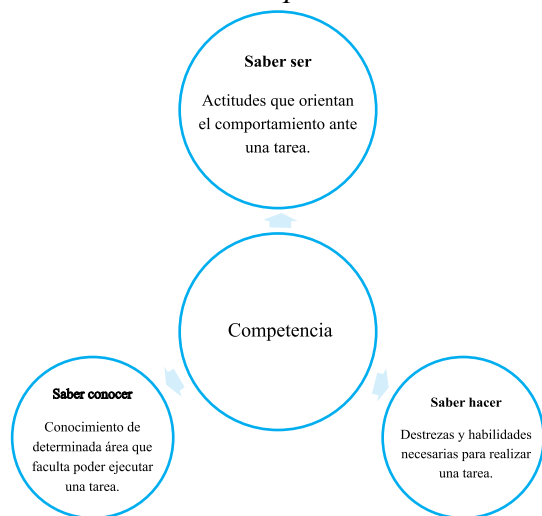 Saber ser
Actitudes que orientan
el comportamiento ante
una tarea.
Competencia
Saber conocer
Conocimiento de
determinada área que
faculta poder ejecutar
una tarea.
Saber hacer
Destrezas y habilidades
necesarias para realizar
una tarea.